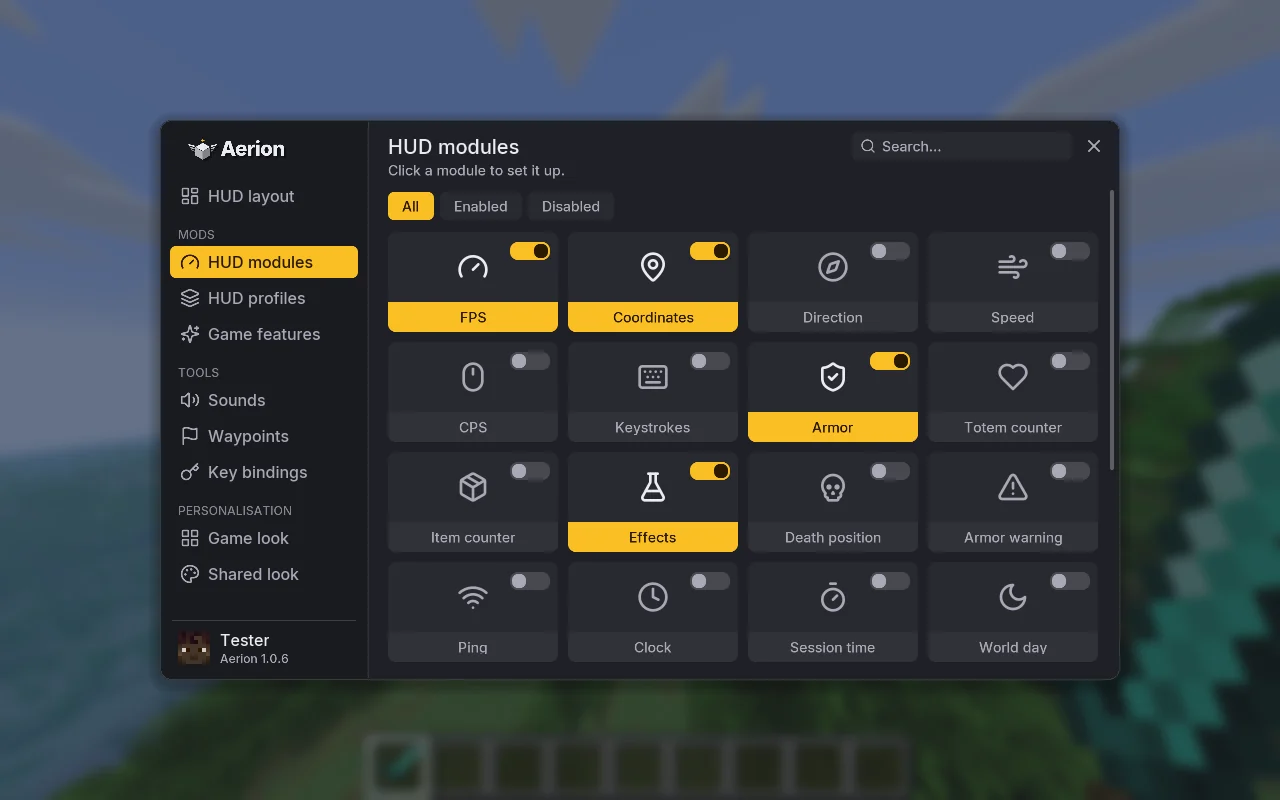 Aerion
HUD layout
MODS
HUD modules
HUD profiles
Game features
TOOLS
Sounds
Waypoints
Key bindings
PERSONALISATION
Game look
Shared look
Tester
Aerion 1.0.6
HUD modules
Click a module to set it up.
Search...
All
Enabled
Disabled
FPS
Coordinates
Direction
Speed
CPS
Keystrokes
Armor
Totem counter
Item counter
Effects
Death position
Armor warning
Ping
Clock
Session time
World day